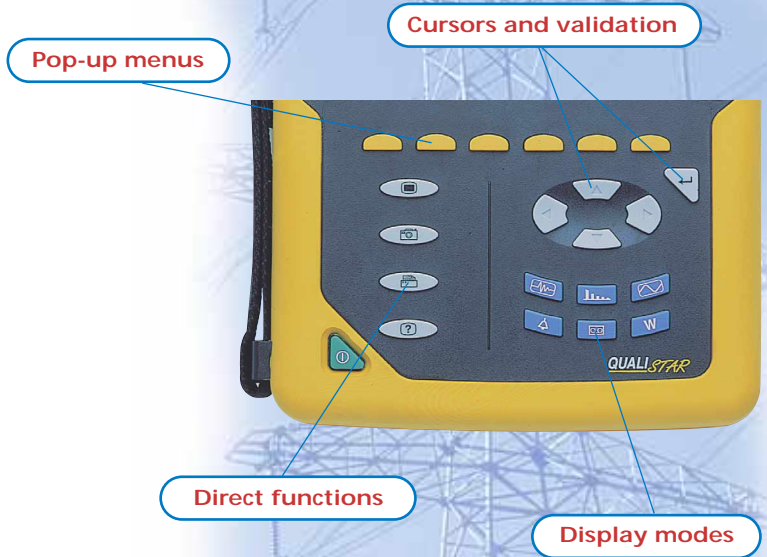 Cursors and validation
Pop-up menus
?
W
QUALISTAR
Direct functions
Display modes